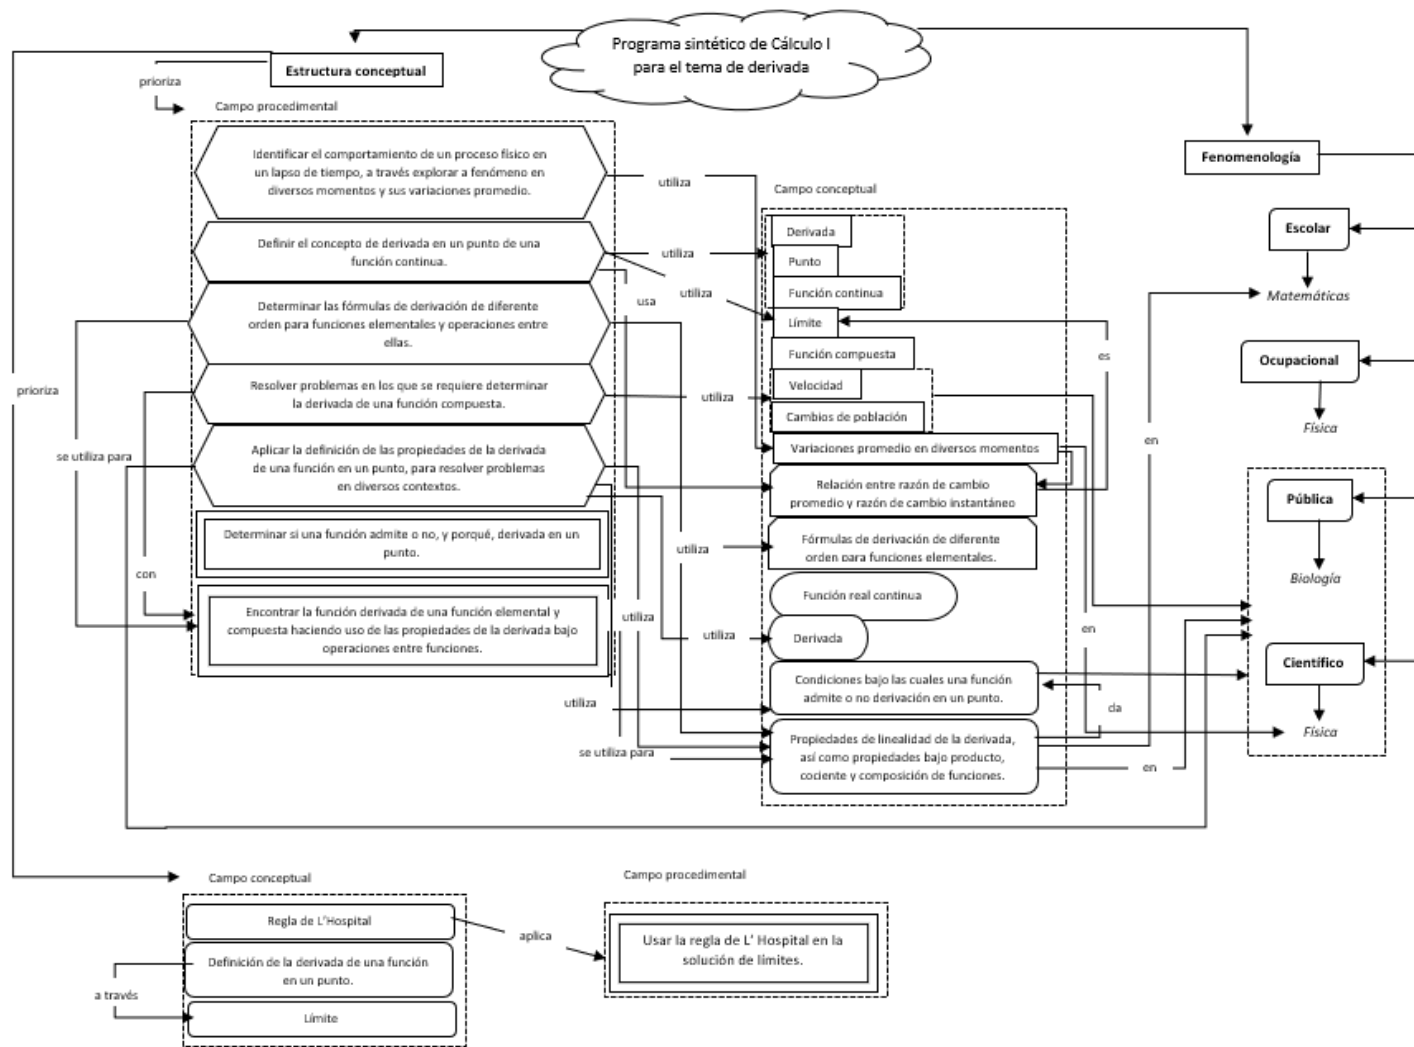 Programa sintético de Cálculo I
para el tema de derivada
Estructura conceptual
prioriza
Campo procedimental
Identificar el comportamiento de un proceso físico en
un lapso de tiempo, a través explorar a fenómeno en
diversos momentos y sus variaciones promedio.
Definir el concepto de derivada en un punto de una
función continua.
Determinar las fórmulas de derivación de diferente
orden para funciones elementales y operaciones entre
ellas.
Resolver problemas en los que se requiere determinar
la derivada de una función compuesta.
Aplicar la definición de las propiedades de la derivada
de una función en un punto, para resolver problemas
en diversos contextos.
Determinar si una función admite o no, y porqué, derivada en un
punto.
Encontrar la función derivada de una función elemental y
compuesta haciendo uso de las propiedades de la derivada bajo
operaciones entre funciones.
prioriza
se utiliza para
con
utiliza
utiliza
utiliza
usa
utiliza
utiliza
utiliza
utiliza
utiliza
se utiliza para
Campo conceptual
Derivada
Punto
Función continua
Límite
Función compuesta
Velocidad
Cambios de población
Variaciones promedio en diversos momentos
Relación entre razón de cambio
promedio y razón de cambio instantáneo
Fórmulas de derivación de diferente
orden para funciones elementales.
Función real continua
Derivada
Condiciones bajo las cuales una función
admite o no derivación en un punto.
Propiedades de linealidad de la derivada,
así como propiedades bajo producto,
cociente y composición de funciones.
es
en
en
da
en
Fenomenología
Escolar
Matemáticas
Ocupacional
Física
Pública
Biología
Científico
Física
Campo conceptual
Regla de L'Hospital
Definición de la derivada de una función
en un punto.
Límite
a través
aplica
Campo procedimental
Usar la regla de L' Hospital en la
solución de límites.